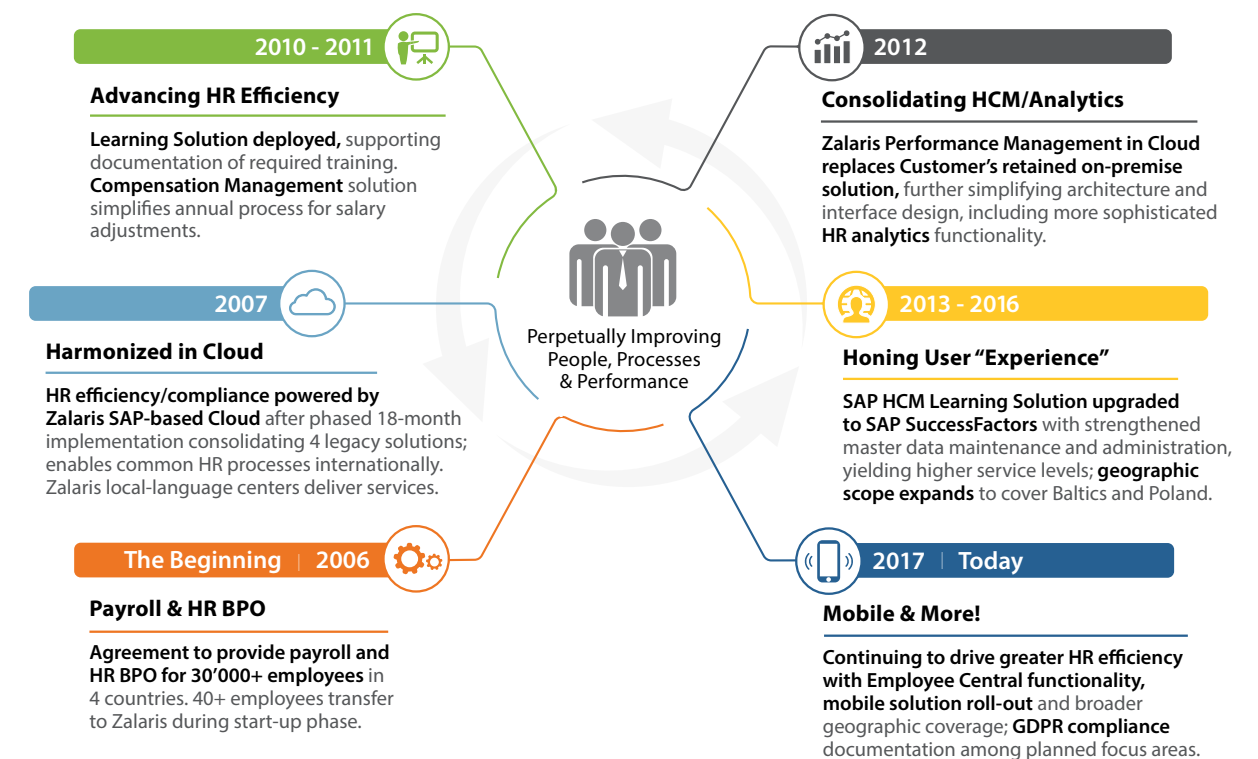 2010 - 2011
Advancing HR Efficiency
Learning Solution deployed, supporting
documentation of required training.
Compensation Management solution
simplifies annual process for salary
adjustments.
2012
Consolidating HCM/Analytics
Zalaris Performance Management in Cloud
replaces Customer’s retained on-premise
solution, further simplifying architecture and
interface design, including more sophisticated
HR analytics functionality.
2007
Harmonized in Cloud
HR efficiency/compliance powered by
Zalaris SAP-based Cloud after phased 18-month
implementation consolidating 4 legacy solutions;
enables common HR processes internationally.
Zalaris local-language centers deliver services.
Perpetually Improving
People, Processes
& Performance
2013 - 2016
Honing User “Experience”
SAP HCM Learning Solution upgraded
to SAP SuccessFactors with strengthened
master data maintenance and administration,
yielding higher service levels; geographic
scope expands to cover Baltics and Poland.
The Beginning | 2006
Payroll & HR BPO
Agreement to provide payroll and
HR BPO for 30’000+ employees in
4 countries. 40+ employees transfer
to Zalaris during start-up phase.
2017 | Today
Mobile & More!
Continuing to drive greater HR efficiency
with Employee Central functionality,
mobile solution roll-out and broader
geographic coverage; GDPR compliance
documentation among planned focus areas.